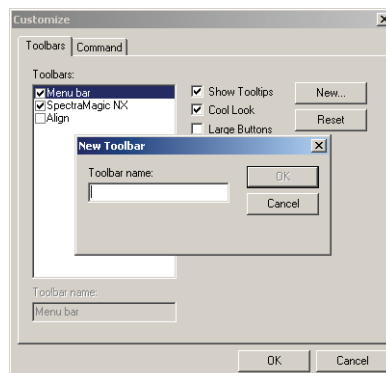 Customize
Toolbars Command
Toolbars:
Menu bar
SpectraMagic NX
Align
Show Tooltips
Cool Look
Large Buttons
New...
Reset
New Toolbar
Toolbar name:
OK
Cancel
Toolbar name:
Menu bar
OK Cancel